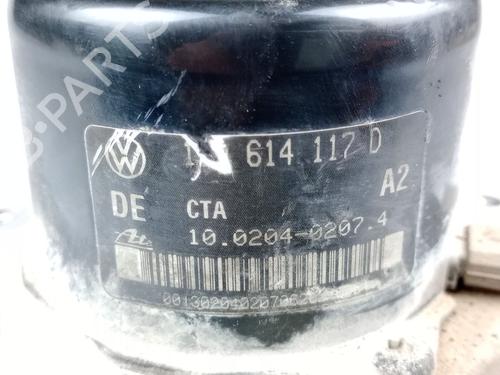 B-PARTS
614 117 D
DE CTA A2
10.0204-0207.4